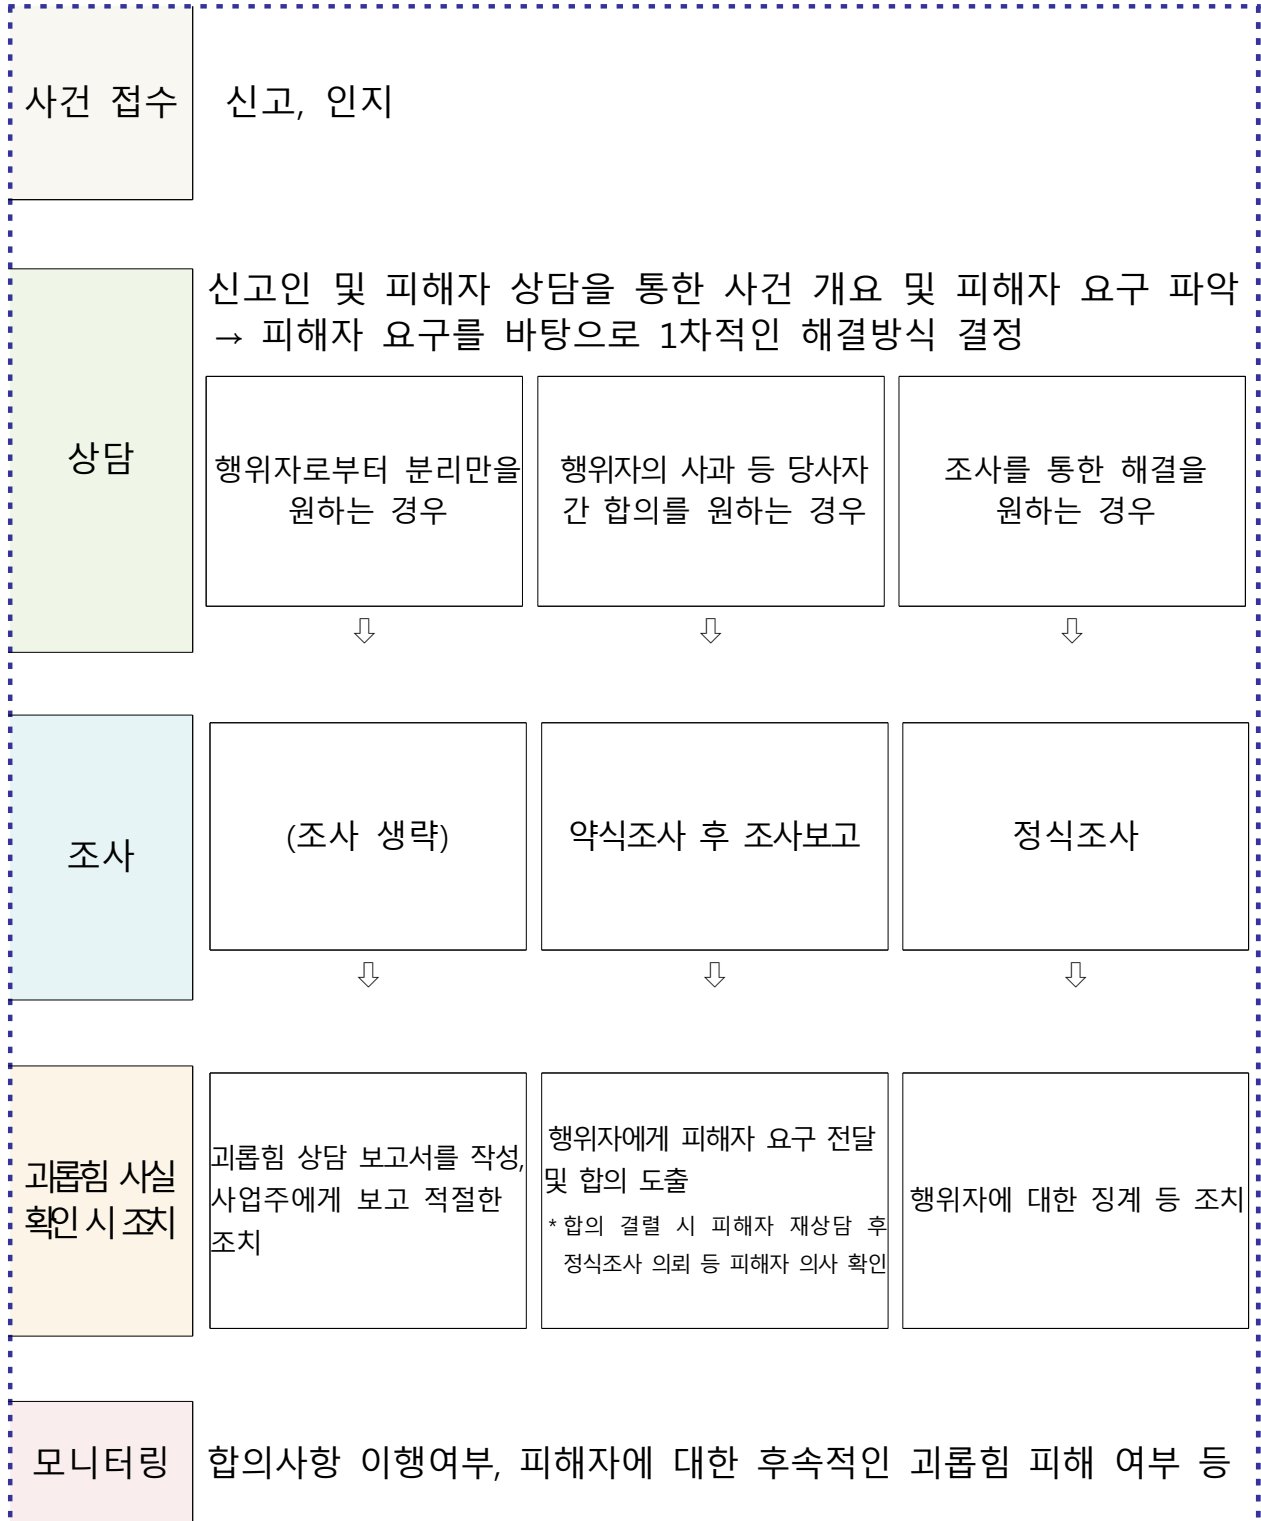 사건 접수
신고, 인지
상담
신고인 및 피해자 상담을 통한 사건 개요 및 피해자 요구 파악
→ 피해자 요구를 바탕으로 1차적인 해결방식 결정
행위자로부터 분리만을
원하는 경우
행위자의 사과 등 당사자
간 합의를 원하는 경우
조사를 통한 해결을
원하는 경우
⇩ ⇩ ⇩
조사
(조사 생략)
약식조사 후 조사보고
정식조사
⇩ ⇩ ⇩
괴롭힘 사실
확인 시 조치
괴롭힘 상담 보고서를 작성,
사업주에게 보고 적절한
조치
행위자에게 피해자 요구 전달
및 합의 도출
* 합의 결렬 시 피해자 재상담 후
정식조사 의뢰 등 피해자 의사 확인
행위자에 대한 징계 등 조치
모니터링
합의사항 이행여부, 피해자에 대한 후속적인 괴롭힘 피해 여부 등